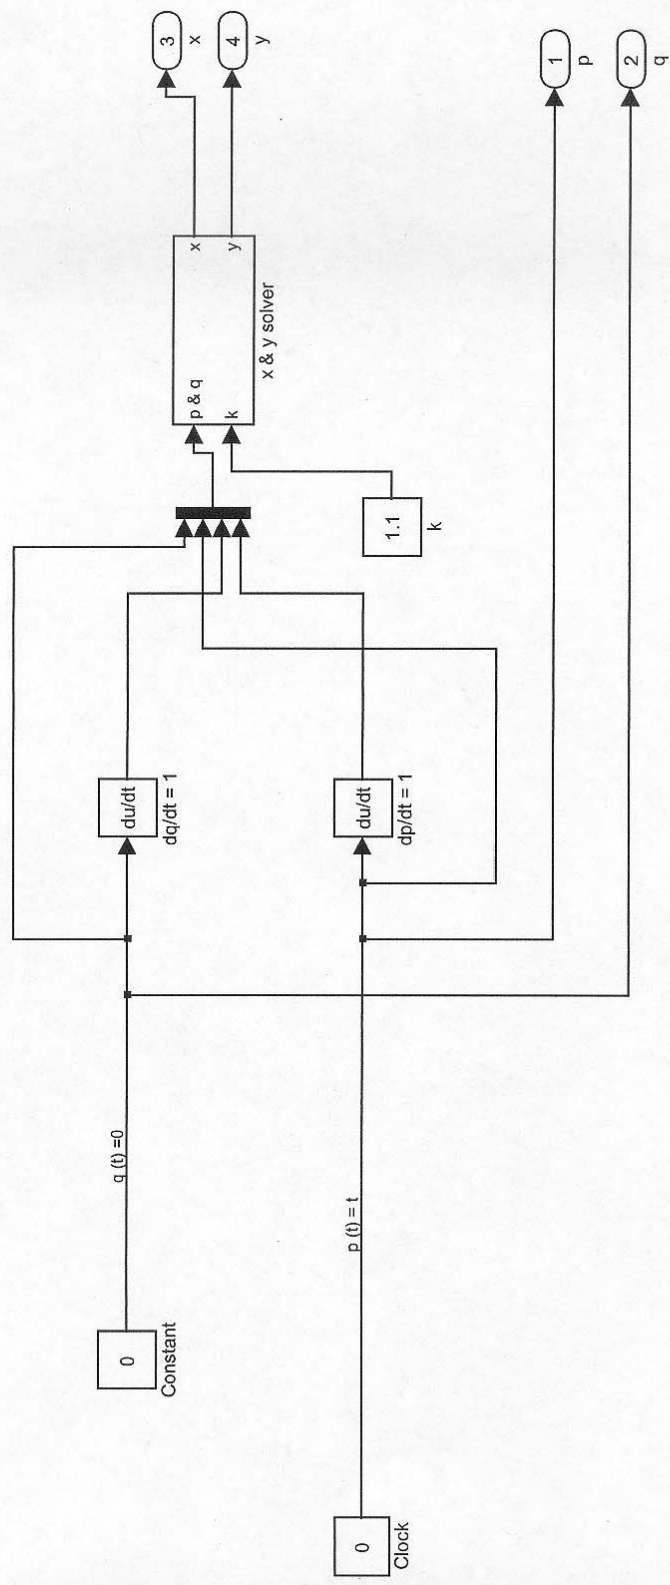 0
Constant
q (t) =0
du/dt
dq/dt = 1
0
Clock
p (t) = t
du/dt
dp/dt = 1
1.1
k
p & q
k
x
y
x & y solver
3
x
4
y
1
p
2
q